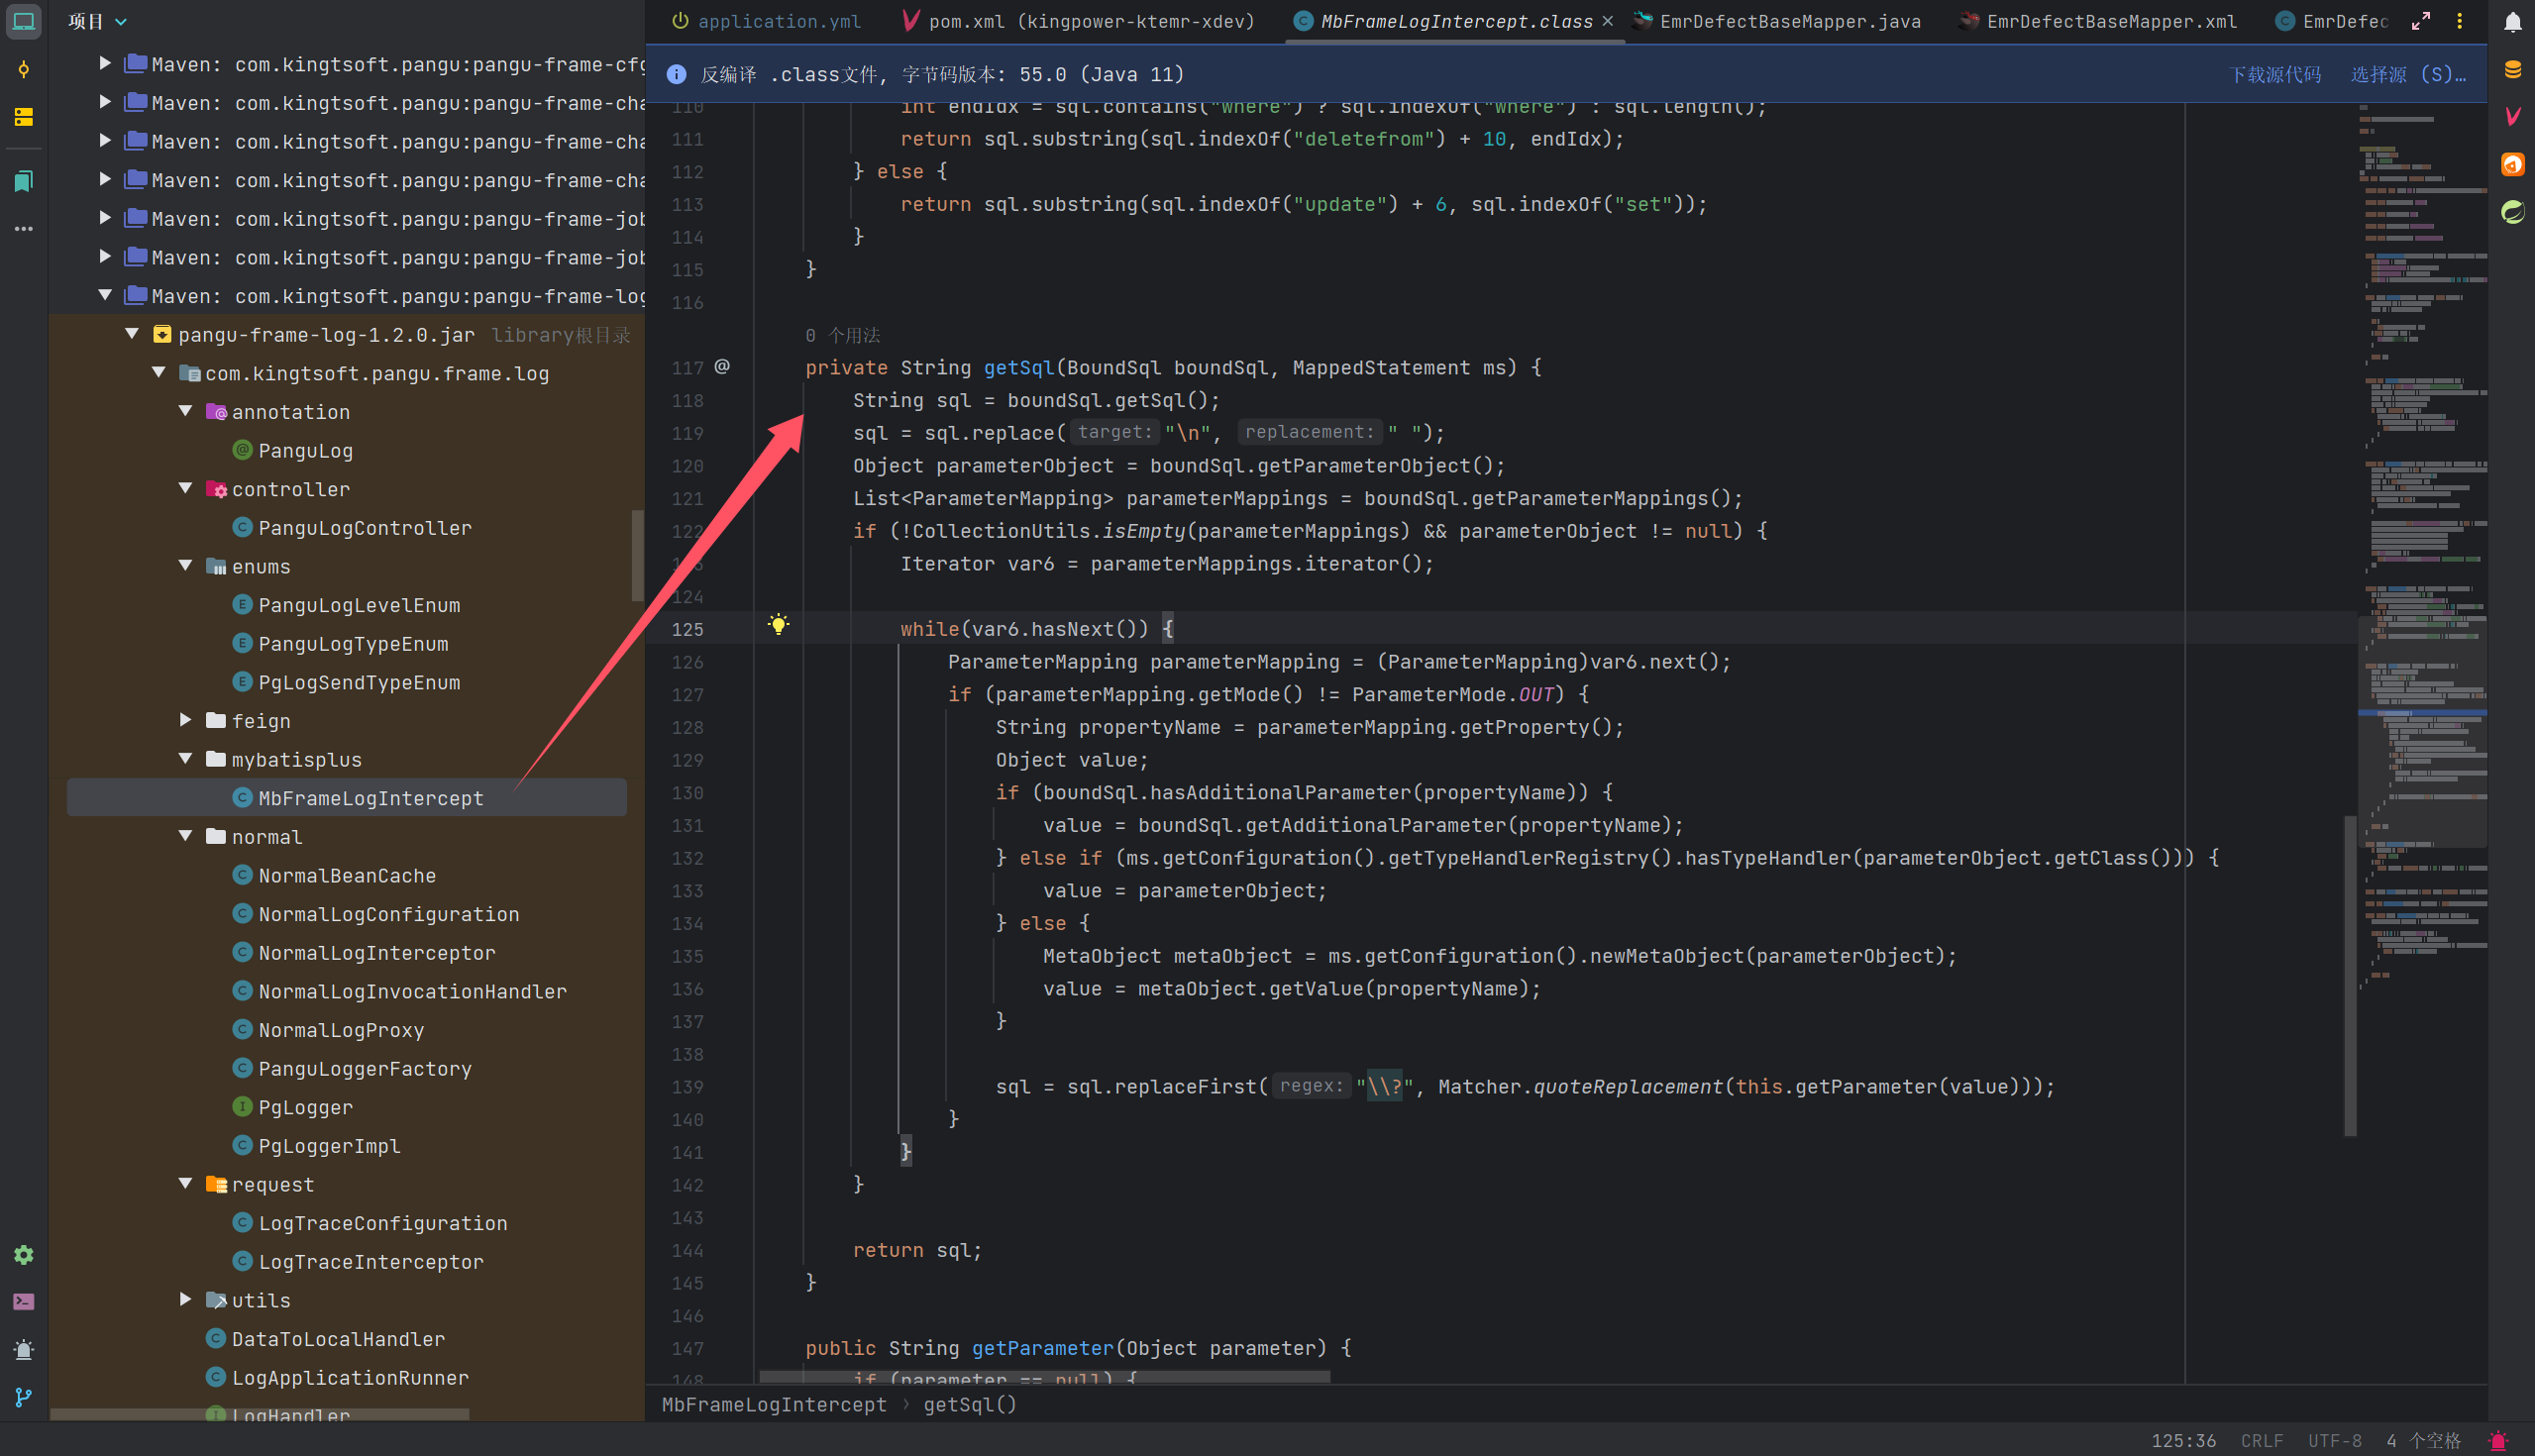 项目
Maven: com.kingtsoft.pangu:pangu-frame-cfg
Maven: com.kingtsoft.pangu:pangu-frame-cha
Maven: com.kingtsoft.pangu:pangu-frame-cha
Maven: com.kingtsoft.pangu:pangu-frame-cha
Maven: com.kingtsoft.pangu:pangu-frame-job
Maven: com.kingtsoft.pangu:pangu-frame-job
Maven: com.kingtsoft.pangu:pangu-frame-log
pangu-frame-log-1.2.0.jar library根目录
com.kingtsoft.pangu.frame.log
annotation
PanguLog
controller
PanguLogController
enums
PanguLogLevelEnum
PanguLogTypeEnum
PgLogSendTypeEnum
feign
mybatisplus
MbFrameLogIntercept
normal
NormalBeanCache
NormalLogConfiguration
NormalLogInterceptor
NormalLogInvocationHandler
NormalLogProxy
PanguLoggerFactory
PgLogger
PgLoggerImpl
request
LogTraceConfiguration
LogTraceInterceptor
utils
DataToLocalHandler
LogApplicationRunner
LogHandler
application.yml pom.xml (kingpower-ktemr-xdev) MbFrameLogIntercept.class EmrDefectBaseMapper.java EmrDefectBaseMapper.xml EmrDefec
反编译 .class文件, 字节码版本: 55.0 (Java 11) 下载源代码 选择源 (S)…
110 int endIdx = sql.contains("where") ? sql.indexOf("where") : sql.length();
111 return sql.substring(sql.indexOf("deletefrom") + 10, endIdx);
112 } else {
113 return sql.substring(sql.indexOf("update") + 6, sql.indexOf("set"));
114 }
115 }
116
0 个用法
117 @ private String getSql(BoundSql boundSql, MappedStatement ms) {
118 String sql = boundSql.getSql();
119 sql = sql.replace( target: "\n", replacement: " ");
120 Object parameterObject = boundSql.getParameterObject();
121 List<ParameterMapping> parameterMappings = boundSql.getParameterMappings();
122 if (!CollectionUtils.isEmpty(parameterMappings) && parameterObject != null) {
Iterator var6 = parameterMappings.iterator();
124
125 while(var6.hasNext()) {
126 ParameterMapping parameterMapping = (ParameterMapping)var6.next();
127 if (parameterMapping.getMode() != ParameterMode.OUT) {
128 String propertyName = parameterMapping.getProperty();
129 Object value;
130 if (boundSql.hasAdditionalParameter(propertyName)) {
131 value = boundSql.getAdditionalParameter(propertyName);
132 } else if (ms.getConfiguration().getTypeHandlerRegistry().hasTypeHandler(parameterObject.getClass())) {
133 value = parameterObject;
134 } else {
135 MetaObject metaObject = ms.getConfiguration().newMetaObject(parameterObject);
136 value = metaObject.getValue(propertyName);
137 }
138
139 sql = sql.replaceFirst( regex: "\\?", Matcher.quoteReplacement(this.getParameter(value)));
140 }
141 }
142 }
143
144 return sql;
145 }
146
147 public String getParameter(Object parameter) {
148 if (parameter == null) {
MbFrameLogIntercept › getSql()
125:36 CRLF UTF-8 4 个空格